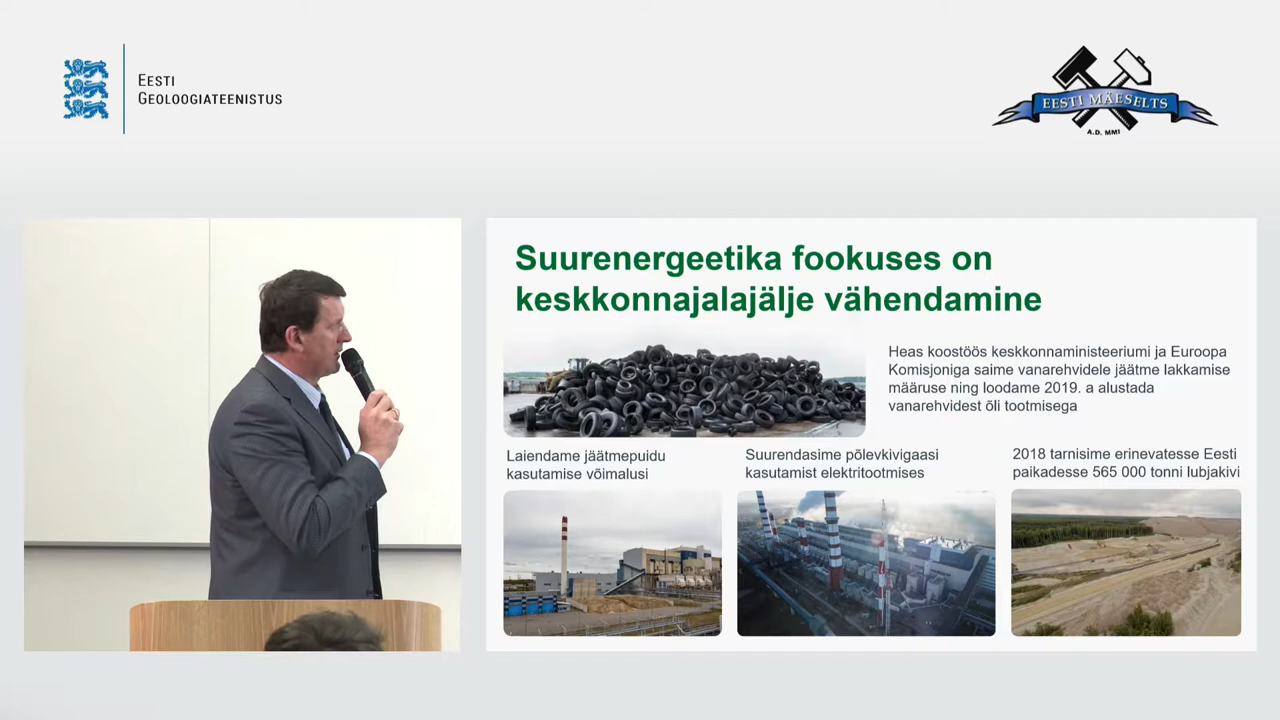 EESTI
GEOLOOGIATEENISTUS
EESTI MÄESELTS
A.D. MMI
Suurenergeetika fookuses on
keskkonnajalajälje vähendamine
Heas koostöös keskkonnaministeeriumi ja Euroopa
Komisjoniga saime vanarehvidele jäätme lakkamise
määruse ning loodame 2019. a alustada
vanarehvidest õli tootmisega
Laiendame jäätmepuidu
kasutamise võimalusi
Suurendasime põlevkivigaasi
kasutamist elektritootmises
2018 tarnisime erinevatesse Eesti
paikadesse 565 000 tonni lubjakivi